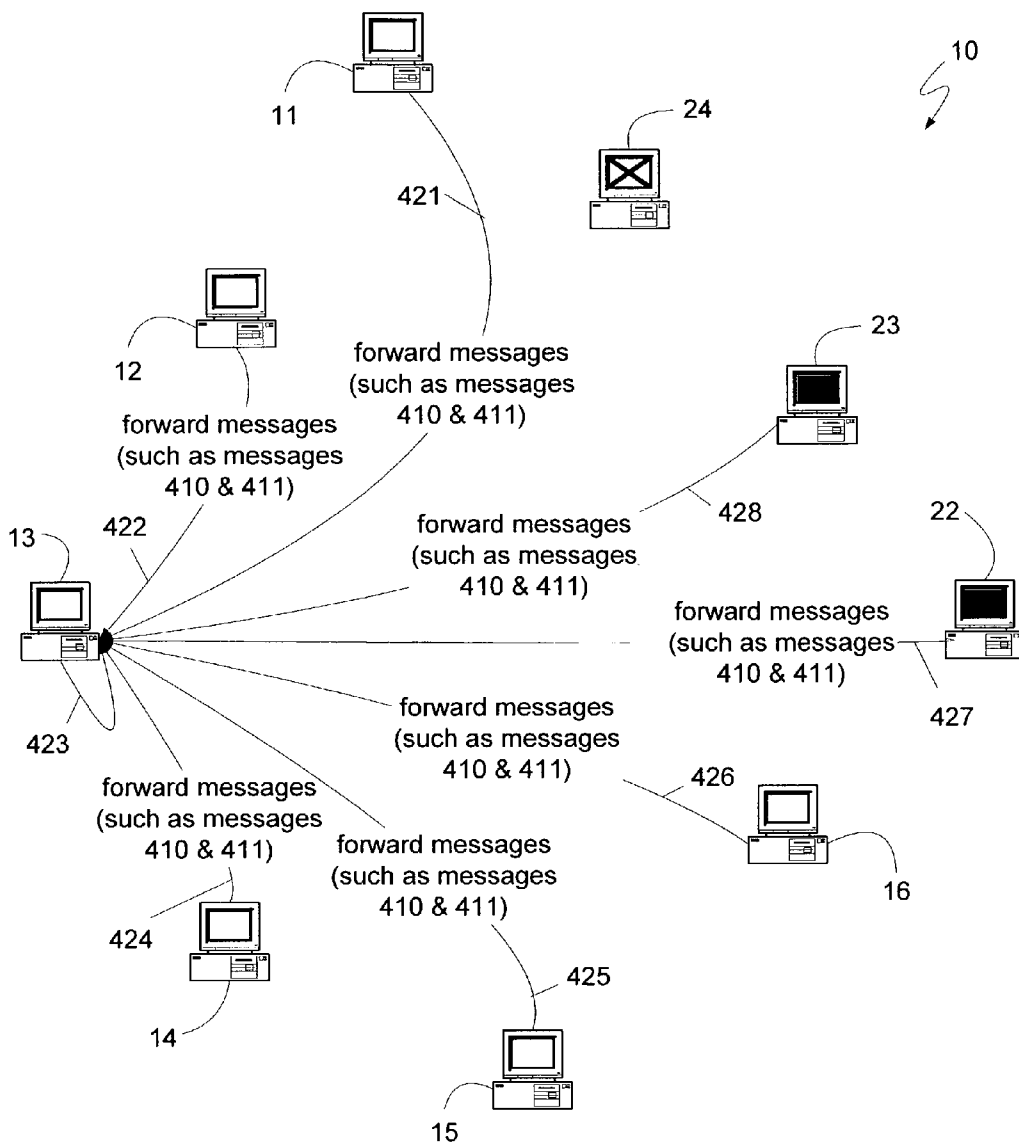 10
11
24
421
12
23
forward messages
(such as messages
410 & 411)
forward messages
(such as messages
410 & 411)
428
422
forward messages
(such as messages
410 & 411)
13
22
forward messages
(such as messages
410 & 411)
427
423
forward messages
(such as messages
410 & 411)
426
forward messages
(such as messages
410 & 411)
forward messages
(such as messages
410 & 411)
16
424
425
14
15